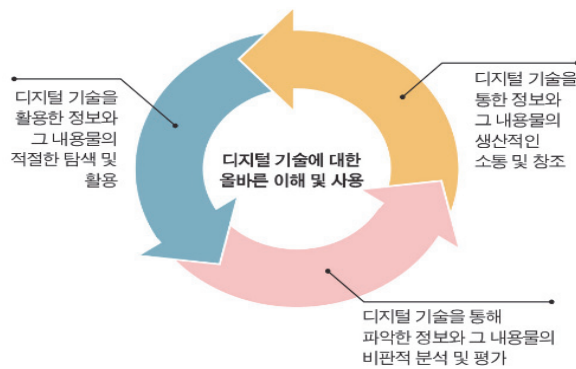 디지털 기술을
활용한 정보와
그 내용물의
적절한 탐색 및
활용
디지털 기술에 대한
올바른 이해 및 사용
디지털 기술을
통한 정보와
그 내용물의
생산적인
소통 및 창조
디지털 기술을 통해
파악한 정보와 그 내용물의
비판적 분석 및 평가